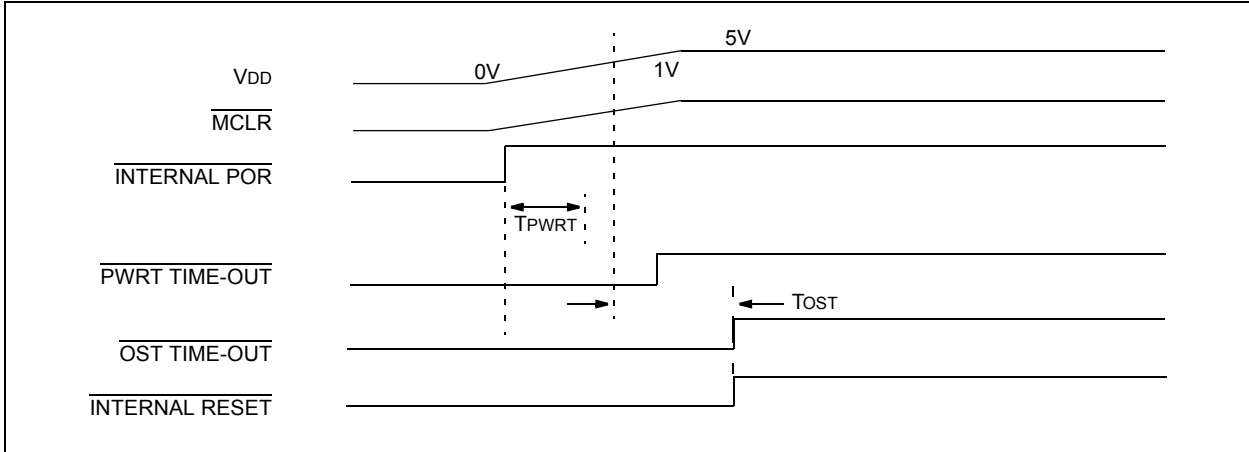 5V
VDD
0V
1V
MCLR
INTERNAL POR
TPWRT
PWRT TIME-OUT
TOST
OST TIME-OUT
INTERNAL RESET